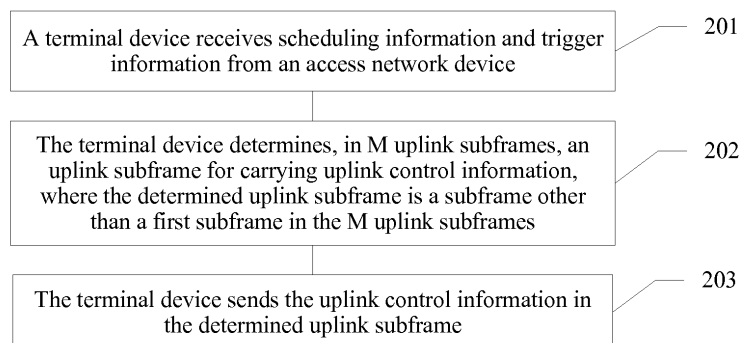 A terminal device receives scheduling information and trigger
information from an access network device
201
The terminal device determines, in M uplink subframes, an
uplink subframe for carrying uplink control information,
where the determined uplink subframe is a subframe other
than a first subframe in the M uplink subframes
202
The terminal device sends the uplink control information in
the determined uplink subframe
203